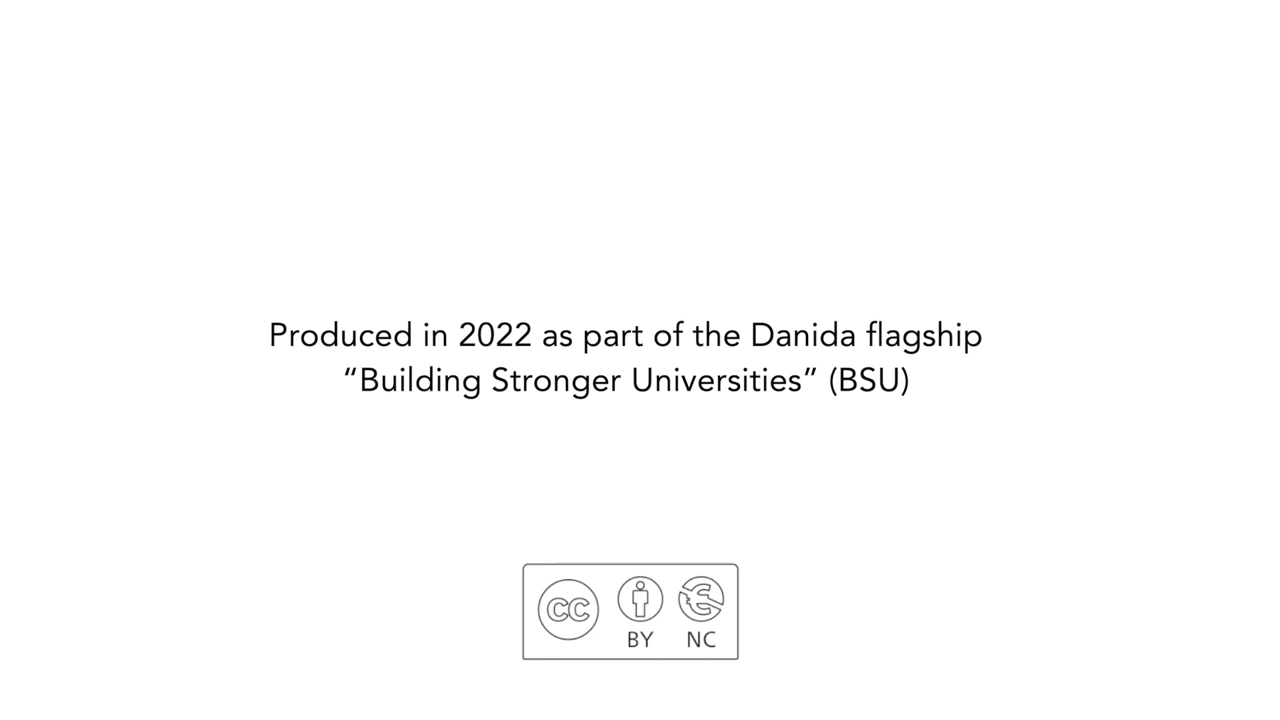 Produced in 2022 as part of the Danida flagship
“Building Stronger Universities” (BSU)
CC
BY NC